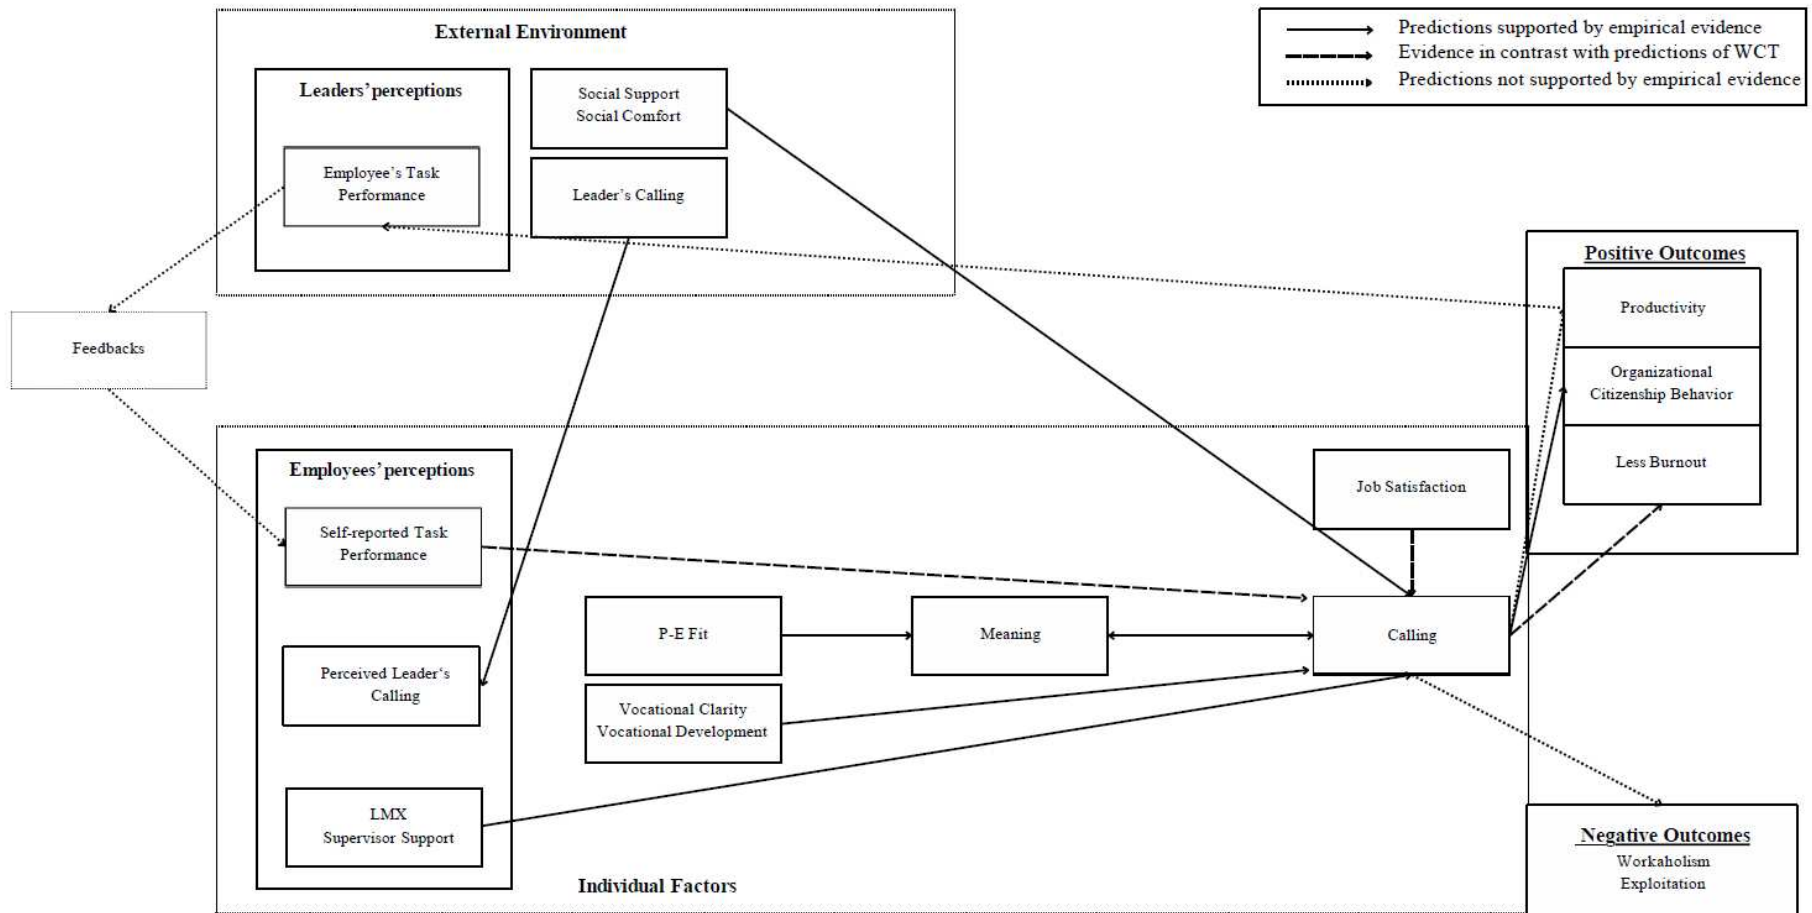 External Environment
Leaders' perceptions
Employee's Task
Performance
Social Support
Social Comfort
Leader's Calling
Predictions supported by empirical evidence
Evidence in contrast with predictions of WCT
Predictions not supported by empirical evidence
Feedbacks
Positive Outcomes
Productivity
Organizational
Citizenship Behavior
Less Burnout
Employees' perceptions
Self-reported Task
Performance
Perceived Leader's
Calling
LMX
Supervisor Support
P-E Fit
Vocational Clarity
Vocational Development
Meaning
Job Satisfaction
Calling
Individual Factors
Negative Outcomes
Workaholism
Exploitation